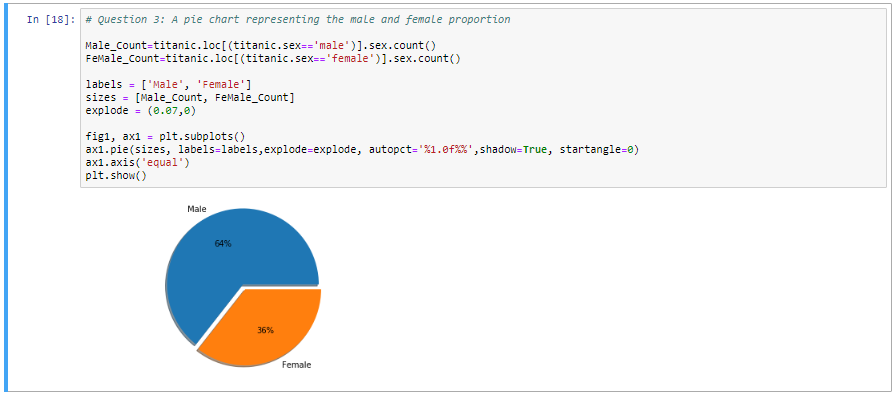 In [18]: # Question 3: A pie chart representing the male and female proportion
Male_Count=titanic.loc[(titanic.sex=='male')].sex.count()
FeMale_Count=titanic.loc[(titanic.sex=='female')].sex.count()
labels = ['Male', 'Female']
sizes = [Male_Count, FeMale_Count]
explode = (0.07,0)
fig1, ax1 = plt.subplots()
ax1.pie(sizes, labels=labels,explode=explode, autopct='%1.0f%%',shadow=True, startangle=0)
ax1.axis('equal')
plt.show()
Male
64%
36%
Female